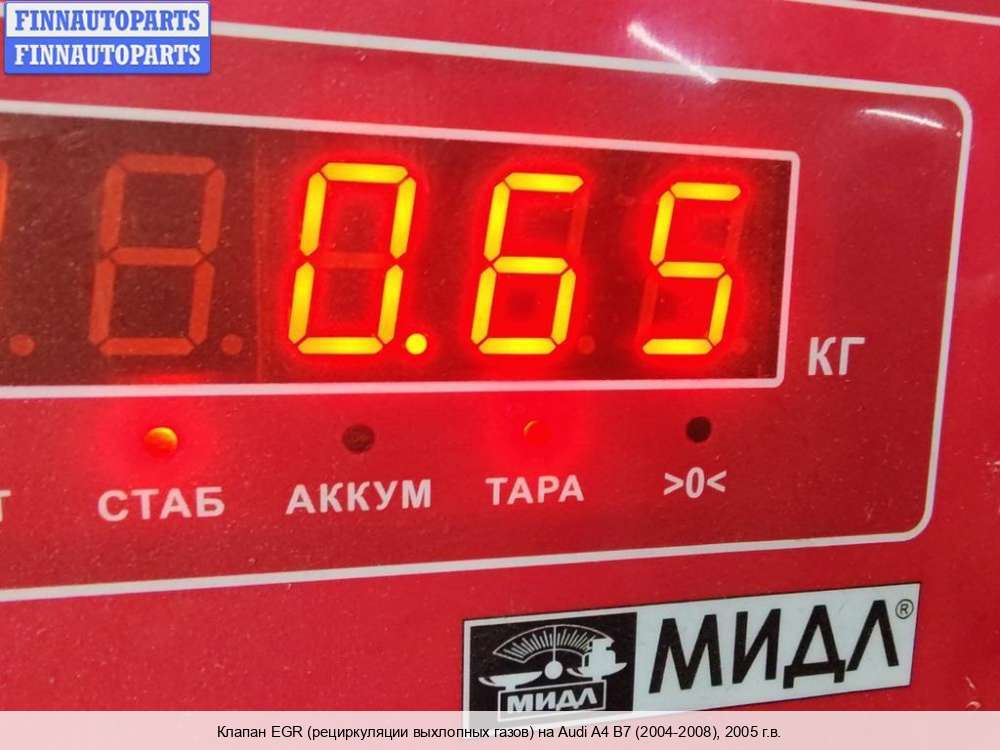 FINNAUTOPARTS
FINNAUTOPARTS
0.65
КГ
СТАБ АККУМ ТАРА >0<
МИДЛ®
МИДЛ
Клапан EGR (рециркуляции выхлопных газов) на Audi A4 B7 (2004-2008), 2005 г.в.